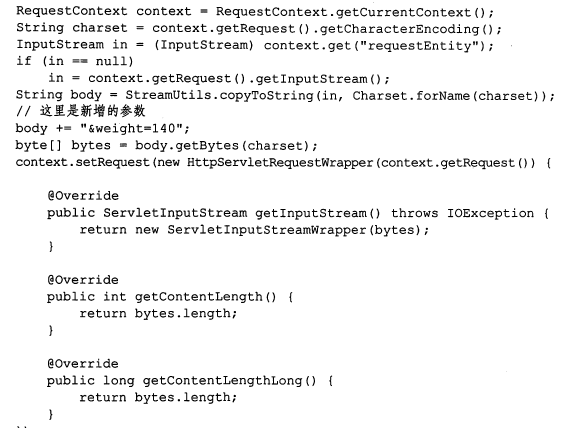 RequestContext context = RequestContext.getCurrentContext();
String charset = context.getRequest().getCharacterEncoding();
InputStream in = (InputStream) context.get("requestEntity");
if (in == null)
    in = context.getRequest().getInputStream();
String body = StreamUtils.copyToString(in, Charset.forName(charset));
// 这里是新增的参数
body += "&weight=140";
byte[] bytes = body.getBytes(charset);
context.setRequest(new HttpServletRequestWrapper(context.getRequest()) {
    @Override
    public ServletInputStream getInputStream() throws IOException {
        return new ServletInputStreamWrapper(bytes);
    }
    @Override
    public int getContentLength() {
        return bytes.length;
    }
    @Override
    public long getContentLengthLong() {
        return bytes.length;
    }